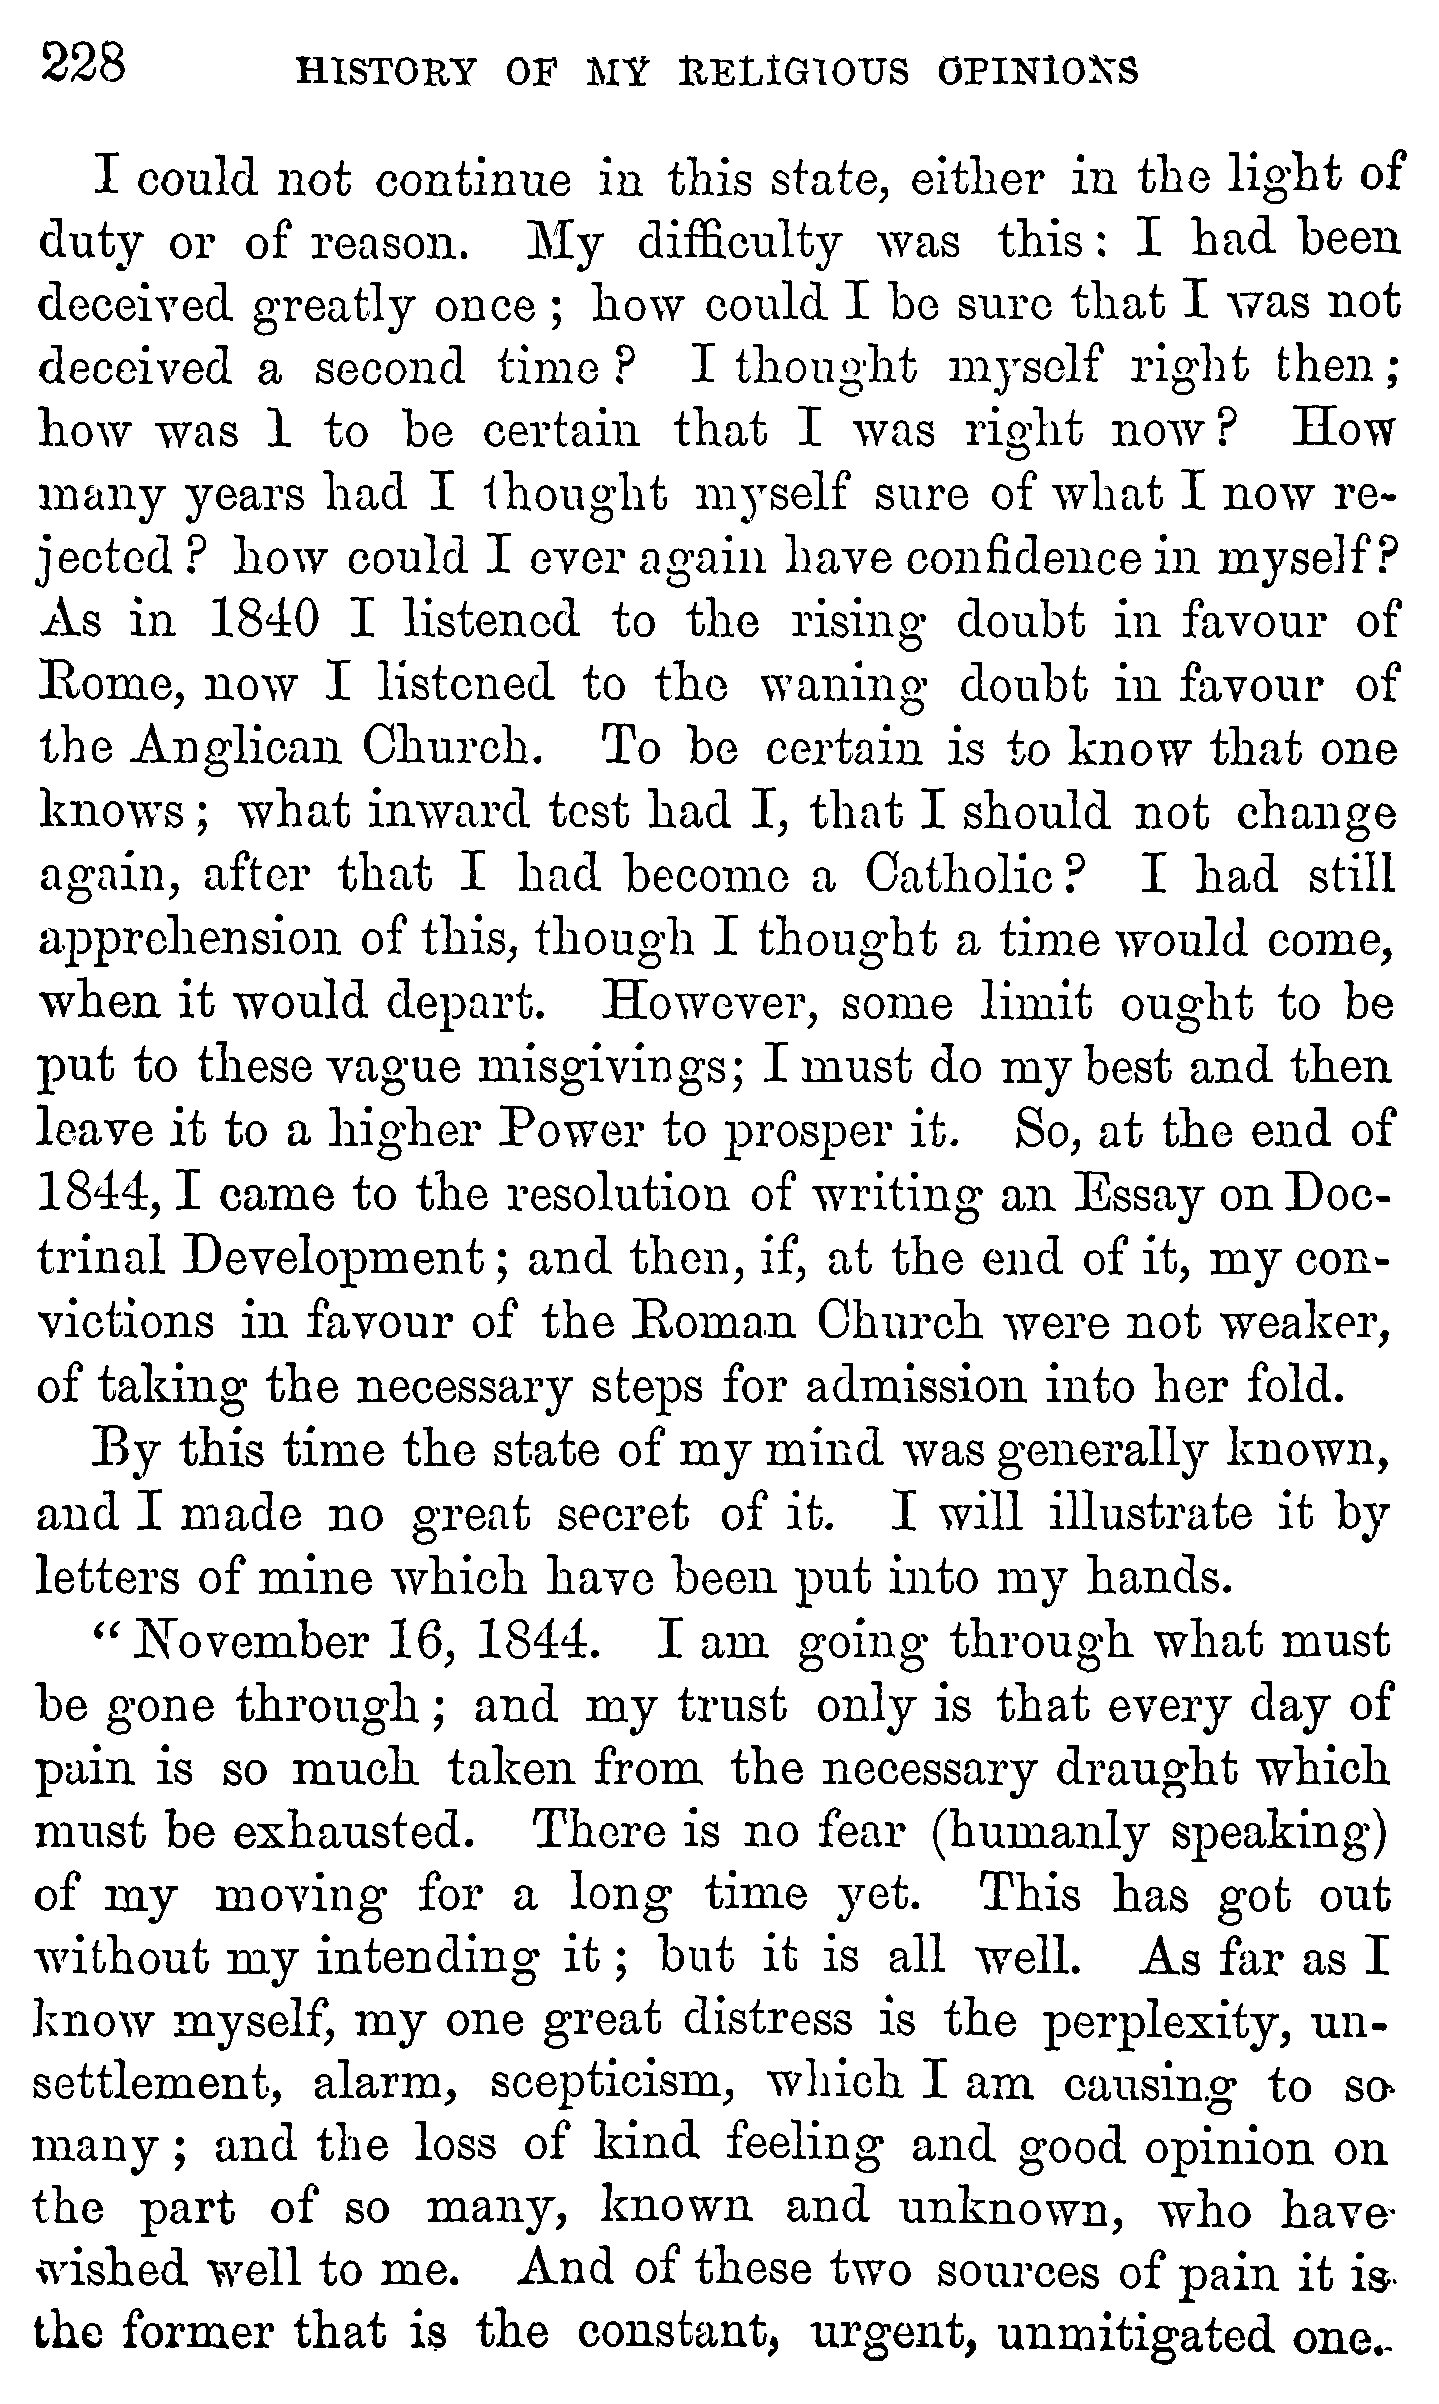 228 HISTORY OF MY RELIGIOUS OPINIONS
I could not continue in this state, either in the light of
duty or of reason. My difficulty was this: I had been
deceived greatly once; how could I be sure that I was not
deceived a second time? I thought myself right then;
how was I to be certain that I was right now? How
many years had I thought myself sure of what I now re-
jected? how could I ever again have confidence in myself?
As in 1840 I listened to the rising doubt in favour of
Rome, now I listened to the waning doubt in favour of
the Anglican Church. To be certain is to know that one
knows; what inward test had I, that I should not change
again, after that I had become a Catholic? I had still
apprehension of this, though I thought a time would come,
when it would depart. However, some limit ought to be
put to these vague misgivings; I must do my best and then
leave it to a higher Power to prosper it. So, at the end of
1844, I came to the resolution of writing an Essay on Doc-
trinal Development; and then, if, at the end of it, my con-
victions in favour of the Roman Church were not weaker,
of taking the necessary steps for admission into her fold.
By this time the state of my mind was generally known,
and I made no great secret of it. I will illustrate it by
letters of mine which have been put into my hands.
"November 16, 1844. I am going through what must
be gone through; and my trust only is that every day of
pain is so much taken from the necessary draught which
must be exhausted. There is no fear (humanly speaking)
of my moving for a long time yet. This has got out
without my intending it; but it is all well. As far as I
know myself, my one great distress is the perplexity, un-
settlement, alarm, scepticism, which I am causing to so
many; and the loss of kind feeling and good opinion on
the part of so many, known and unknown, who have
wished well to me. And of these two sources of pain it is
the former that is the constant, urgent, unmitigated one.